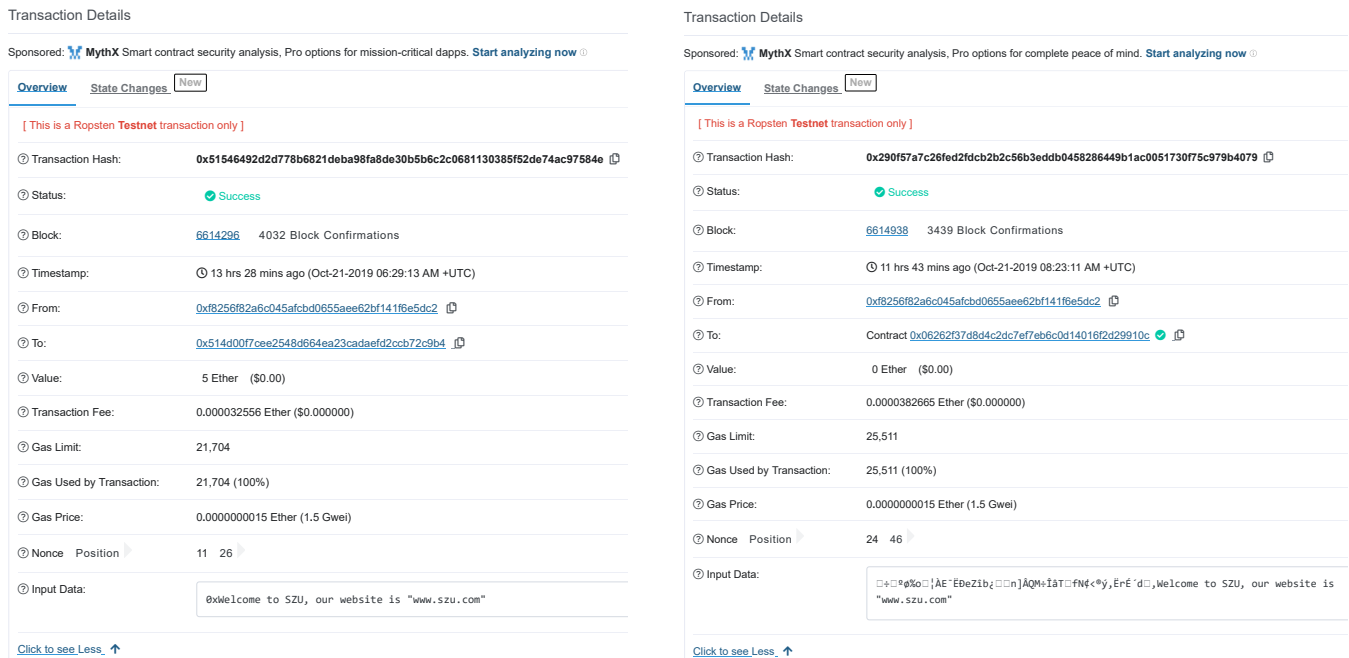 Transaction Details
Sponsored: MythX Smart contract security analysis, Pro options for mission-critical dapps. Start analyzing now
Overview State Changes New
[ This is a Ropsten Testnet transaction only ]
Transaction Hash: 0x51546492d2d778b6821deba98fa8de30b5b6c2c0681130385f52de74ac97584e
Status: Success
Block: 6614296 4032 Block Confirmations
Timestamp: 13 hrs 28 mins ago (Oct-21-2019 06:29:13 AM +UTC)
From: 0xf8256f82a6c045afcbd0655aee62bf141f6e5dc2
To: 0x514d00f7cee2548d664ea23cadaefd2ccb72c9b4
Value: 5 Ether ($0.00)
Transaction Fee: 0.000032556 Ether ($0.000000)
Gas Limit: 21,704
Gas Used by Transaction: 21,704 (100%)
Gas Price: 0.0000000015 Ether (1.5 Gwei)
Nonce Position 11 26
Input Data: 0xWelcome to SZU, our website is "www.szu.com"
Click to see Less
Transaction Details
Sponsored: MythX Smart contract security analysis, Pro options for complete peace of mind. Start analyzing now
Overview State Changes New
[ This is a Ropsten Testnet transaction only ]
Transaction Hash: 0x290f57a7c26fed2fdcb2b2c56b3eddb0458286449b1ac0051730f75c979b4079
Status: Success
Block: 6614938 3439 Block Confirmations
Timestamp: 11 hrs 43 mins ago (Oct-21-2019 08:23:11 AM +UTC)
From: 0xf8256f82a6c045afcbd0655aee62bf141f6e5dc2
To: Contract 0x06262f37d8d4c2dc7ef7eb6c0d14016f2d29910c
Value: 0 Ether ($0.00)
Transaction Fee: 0.0000382665 Ether ($0.000000)
Gas Limit: 25,511
Gas Used by Transaction: 25,511 (100%)
Gas Price: 0.0000000015 Ether (1.5 Gwei)
Nonce Position 24 46
Input Data: Welcome to SZU, our website is
"www.szu.com"
Click to see Less